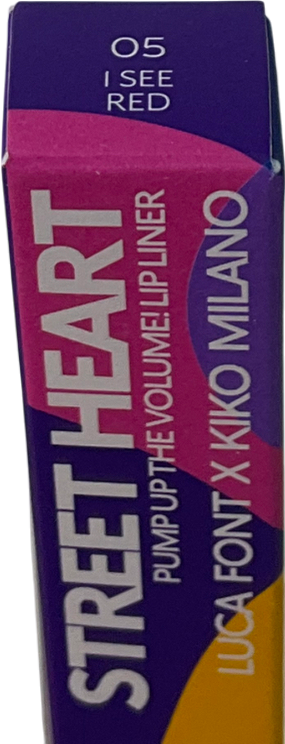 05
I SEE
RED
STREET HEART
PUMP UP THE VOLUME! LIP LINER
LUCA FONT X KIKO MILANO